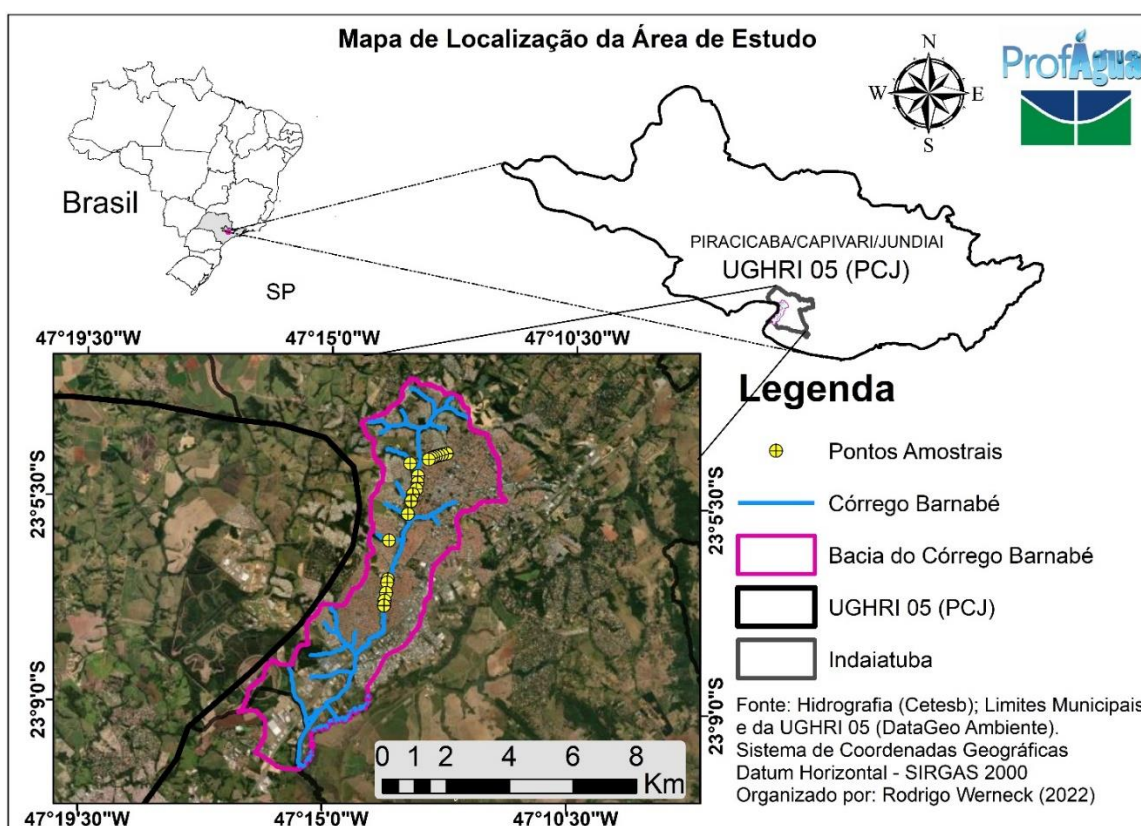 Mapa de Localização da Área de Estudo
N
W E
S
ProfÁgua
Brasil
SP
PIRACICABA/CAPIVARI/JUNDIAI
UGHRI 05 (PCJ)
47°19'30"W 47°15'0"W 47°10'30"W
23°5'30"S
23°9'0"S
23°5'30"S
23°9'0"S
0 1 2 4 6 8
Km
47°19'30"W 47°15'0"W 47°10'30"W
Legenda
Pontos Amostrais
Córrego Barnabé
Bacia do Córrego Barnabé
UGHRI 05 (PCJ)
Indaiatuba
Fonte: Hidrografia (Cetesb); Limites Municipais
e da UGHRI 05 (DataGeo Ambiente).
Sistema de Coordenadas Geográficas
Datum Horizontal - SIRGAS 2000
Organizado por: Rodrigo Werneck (2022)